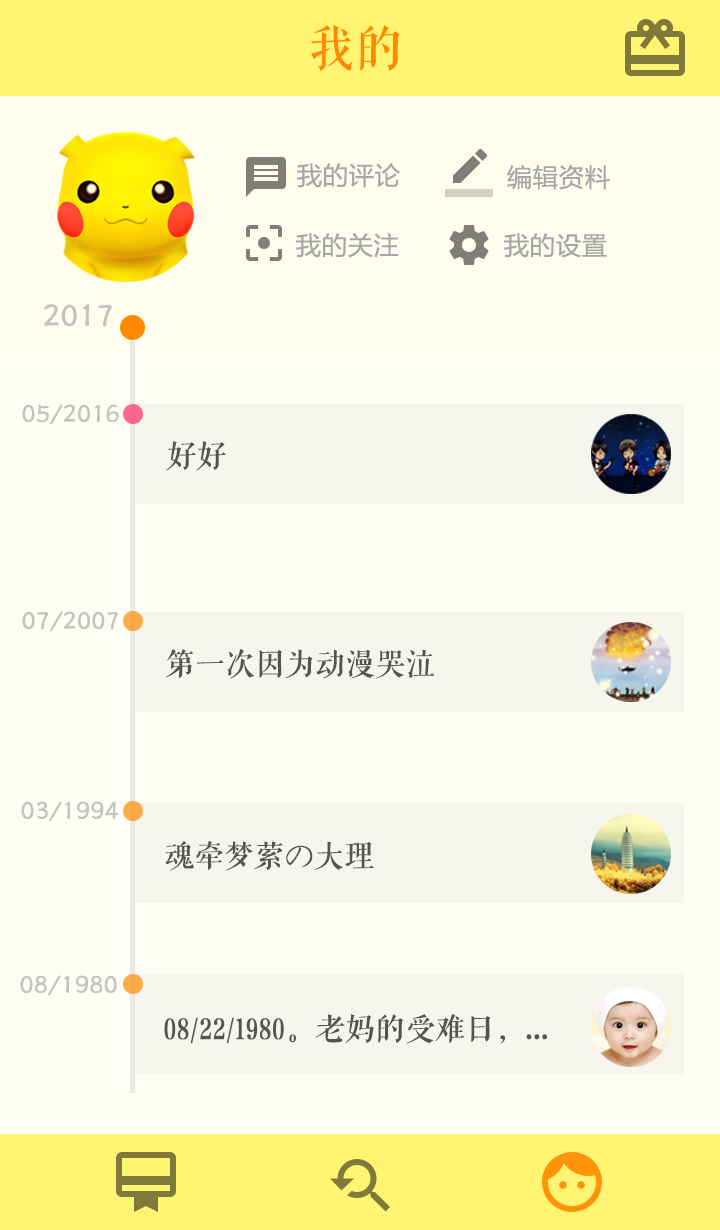 我的
我的评论
编辑资料
我的关注
我的设置
2017
05/2016
好好
07/2007
第一次因为动漫哭泣
03/1994
魂牵梦萦の大理
08/1980
08/22/1980。老妈的受难日，...